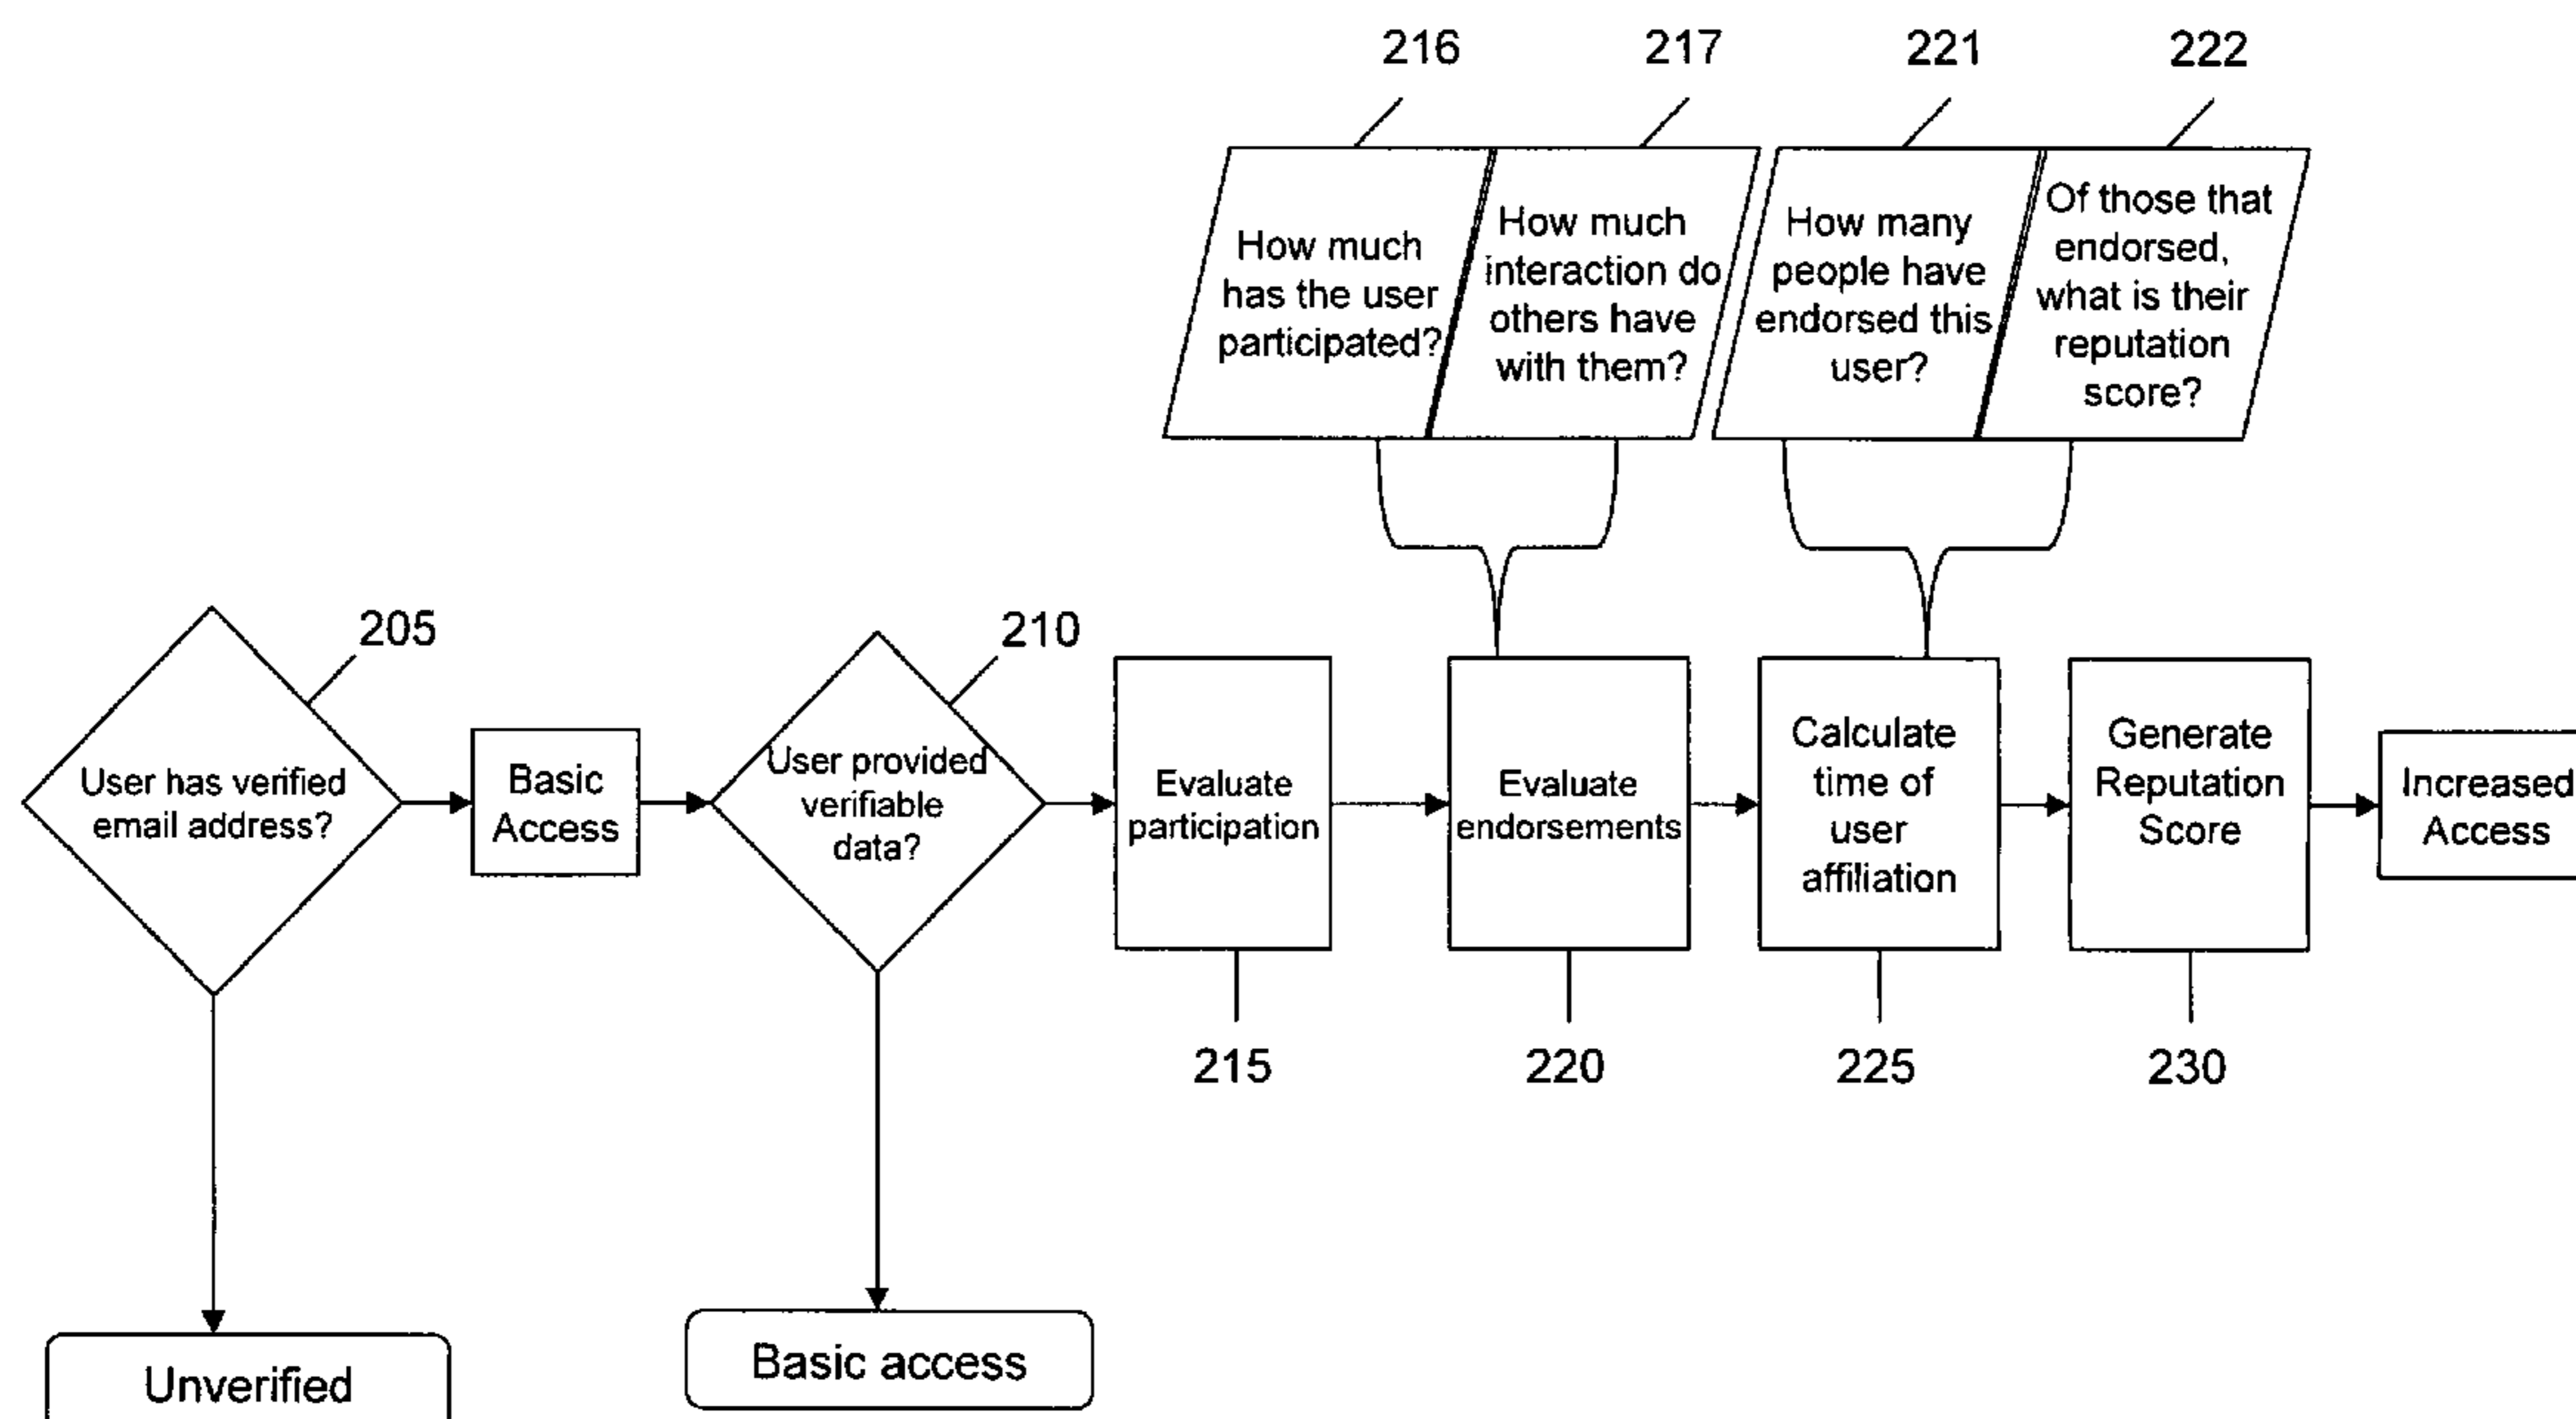 216
217
221
222
How much
has the user
participated?
How much
interaction do
others have
with them?
How many
people have
endorsed this
user?
Of those that
endorsed,
what is their
reputation
score?
205
210
User has verified
email address?
Basic
Access
User provided
verifiable
data?
Evaluate
participation
Evaluate
endorsements
Calculate
time of
user
affiliation
Generate
Reputation
Score
Increased
Access
215
220
225
230
Unverified
Basic access